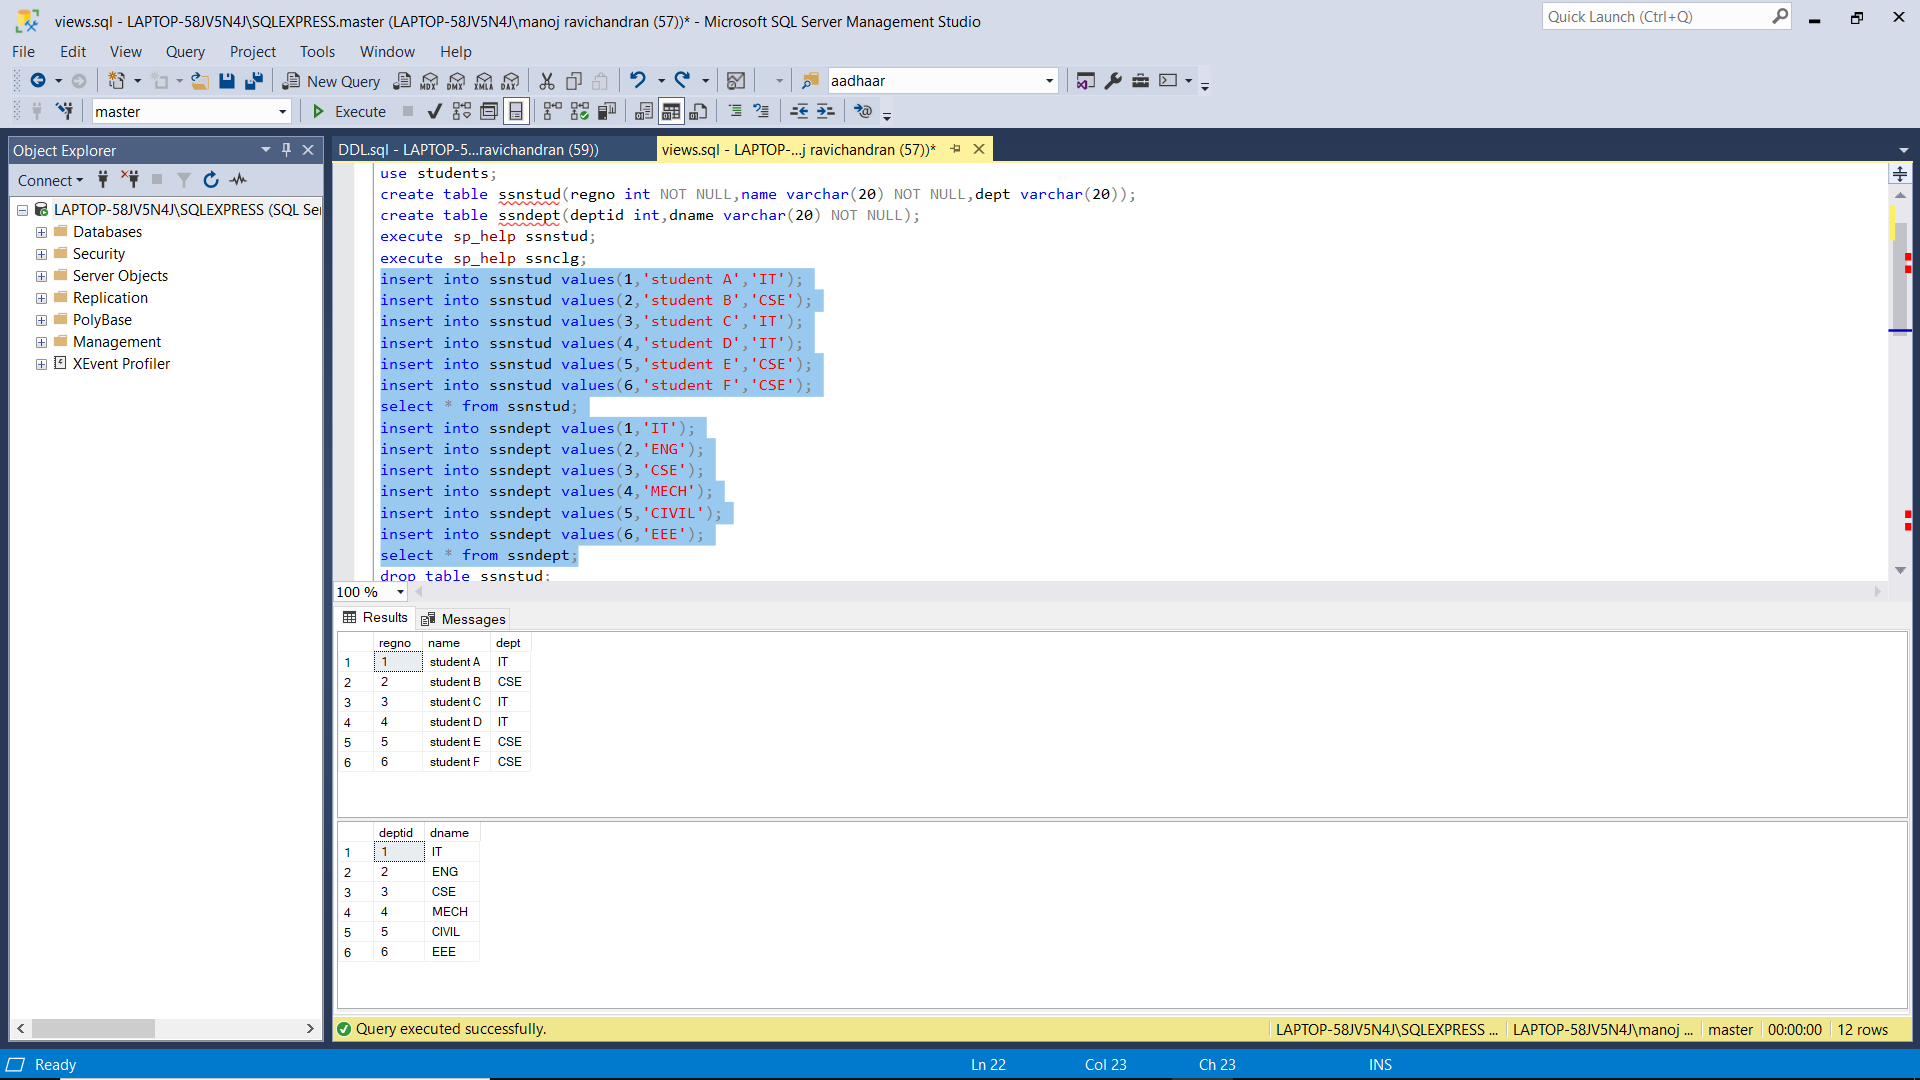 views.sql - LAPTOP-58JV5N4J\SQLEXPRESS.master (LAPTOP-58JV5N4J\manoj ravichandran (57))* - Microsoft SQL Server Management Studio
Quick Launch (Ctrl+Q)
File Edit View Query Project Tools Window Help
New Query MDX DMX XMLA DAX aadhaar
master Execute
Object Explorer
Connect
LAPTOP-58JV5N4J\SQLEXPRESS (SQL Ser
Databases
Security
Server Objects
Replication
PolyBase
Management
XEvent Profiler
DDL.sql - LAPTOP-5...ravichandran (59)) views.sql - LAPTOP-...j ravichandran (57))*
use students;
create table ssnstud(regno int NOT NULL,name varchar(20) NOT NULL,dept varchar(20));
create table ssndept(deptid int,dname varchar(20) NOT NULL);
execute sp_help ssnstud;
execute sp_help ssnclg;
insert into ssnstud values(1,'student A','IT');
insert into ssnstud values(2,'student B','CSE');
insert into ssnstud values(3,'student C','IT');
insert into ssnstud values(4,'student D','IT');
insert into ssnstud values(5,'student E','CSE');
insert into ssnstud values(6,'student F','CSE');
select * from ssnstud;
insert into ssndept values(1,'IT');
insert into ssndept values(2,'ENG');
insert into ssndept values(3,'CSE');
insert into ssndept values(4,'MECH');
insert into ssndept values(5,'CIVIL');
insert into ssndept values(6,'EEE');
select * from ssndept;
drop table ssnstud;
100 %
Results Messages
regno name dept
1 1 student A IT
2 2 student B CSE
3 3 student C IT
4 4 student D IT
5 5 student E CSE
6 6 student F CSE
deptid dname
1 1 IT
2 2 ENG
3 3 CSE
4 4 MECH
5 5 CIVIL
6 6 EEE
Query executed successfully. LAPTOP-58JV5N4J\SQLEXPRESS ... LAPTOP-58JV5N4J\manoj ... master 00:00:00 12 rows
Ready Ln 22 Col 23 Ch 23 INS